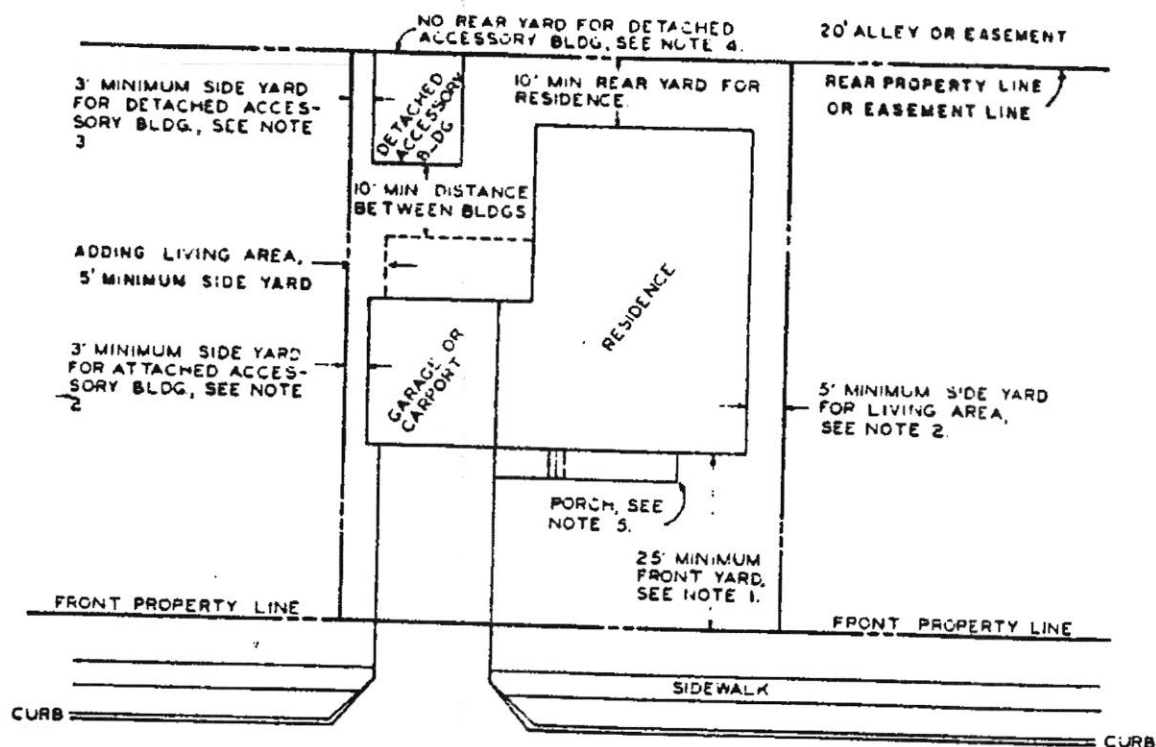 NO REAR YARD FOR DETACHED
ACCESSORY BLDG, SEE NOTE 4.
20' ALLEY OR EASEMENT
3' MINIMUM SIDE YARD
FOR DETACHED ACCES-
SORY BLDG., SEE NOTE
3
DETACHED
ACCESSORY
BLDG
10' MIN REAR YARD FOR
RESIDENCE.
REAR PROPERTY LINE
OR EASEMENT LINE
10' MIN DISTANCE
BETWEEN BLDGS
ADDING LIVING AREA,
5' MINIMUM SIDE YARD
RESIDENCE
3' MINIMUM SIDE YARD
FOR ATTACHED ACCES-
SORY BLDG., SEE NOTE
2
GARAGE OR
CARPORT
5' MINIMUM SIDE YARD
FOR LIVING AREA,
SEE NOTE 2.
PORCH, SEE
NOTE 5.
25' MINIMUM
FRONT YARD,
SEE NOTE 1.
FRONT PROPERTY LINE
FRONT PROPERTY LINE
SIDEWALK
CURB
CURB